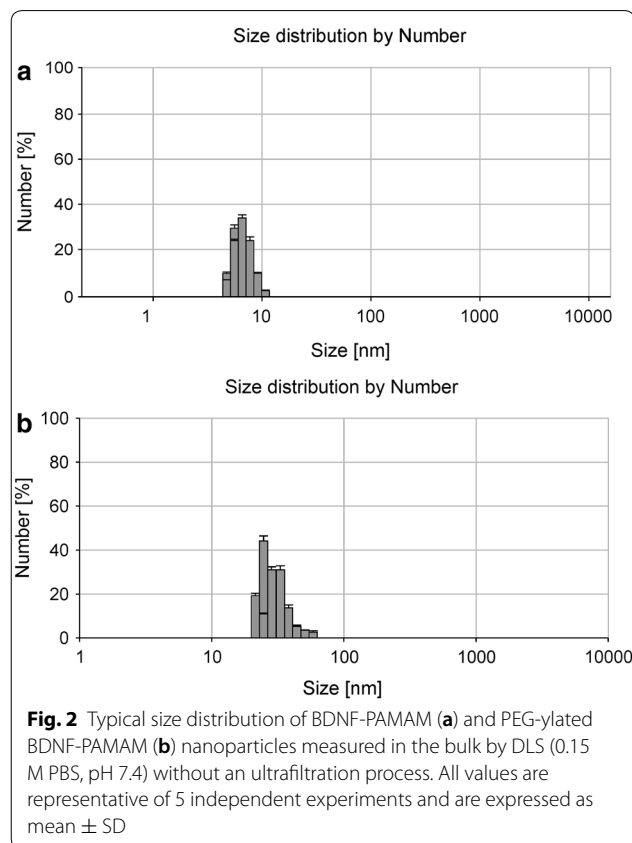 Size distribution by Number
a
100
80
60
40
20
0
Number [%]
1 10 100 1000 10000
Size [nm]
Size distribution by Number
b
100
80
60
40
20
0
Number [%]
1 10 100 1000 10000
Size [nm]
Fig. 2 Typical size distribution of BDNF-PAMAM (a) and PEG-ylated
BDNF-PAMAM (b) nanoparticles measured in the bulk by DLS (0.15
M PBS, pH 7.4) without an ultrafiltration process. All values are
representative of 5 independent experiments and are expressed as
mean ± SD